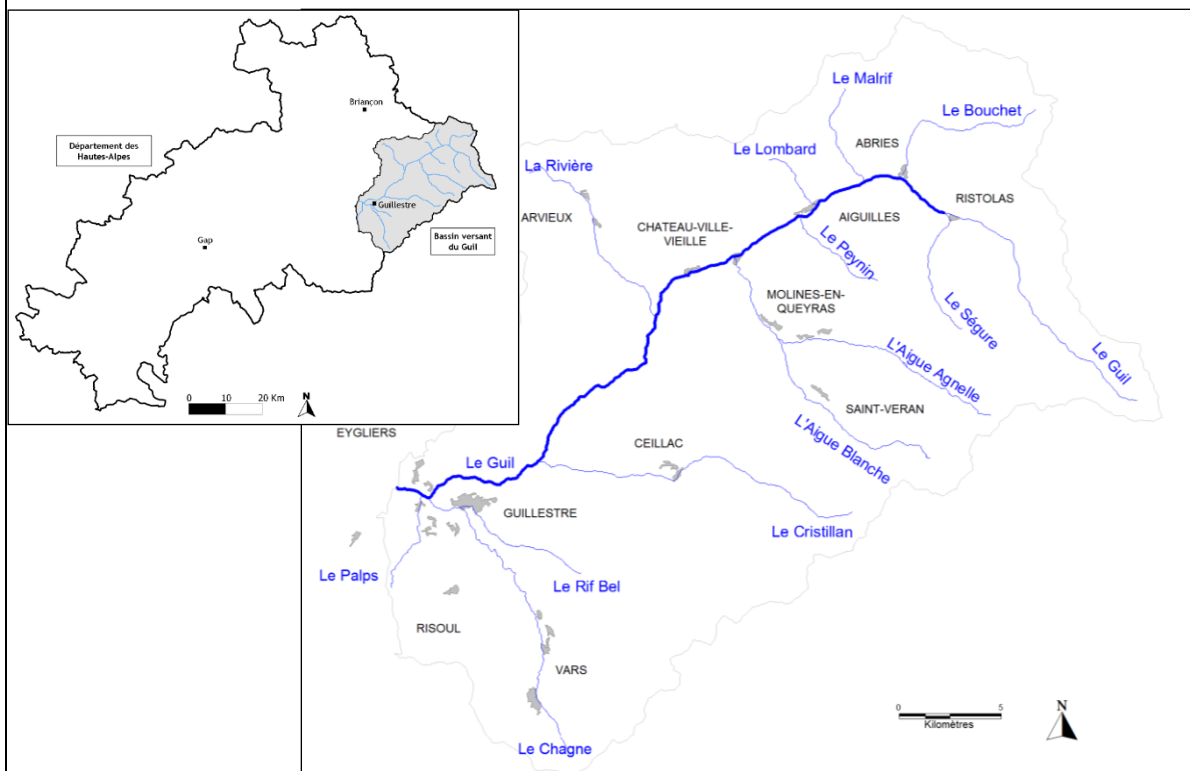 Briançon
Département des
Hautes-Alpes
Guillestre
Bassin versant
du Guil
Gap
0 10 20 Km
N
Le Malrif
Le Bouchet
ABRIES
Le Lombard
La Rivière
RISTOLAS
ARVIEUX
CHATEAU-VILLE-
VIEILLE
AIGUILLES
Le Peynin
MOLINES-EN-
QUEYRAS
Le Ségure
L'Aigue Agnelle
Le Guil
SAINT-VERAN
L'Aigue Blanche
EYGLIERS
CEILLAC
Le Guil
GUILLESTRE
Le Cristillan
Le Palps
Le Rif Bel
RISOUL
VARS
Le Chagne
0 5
Kilomètres
N